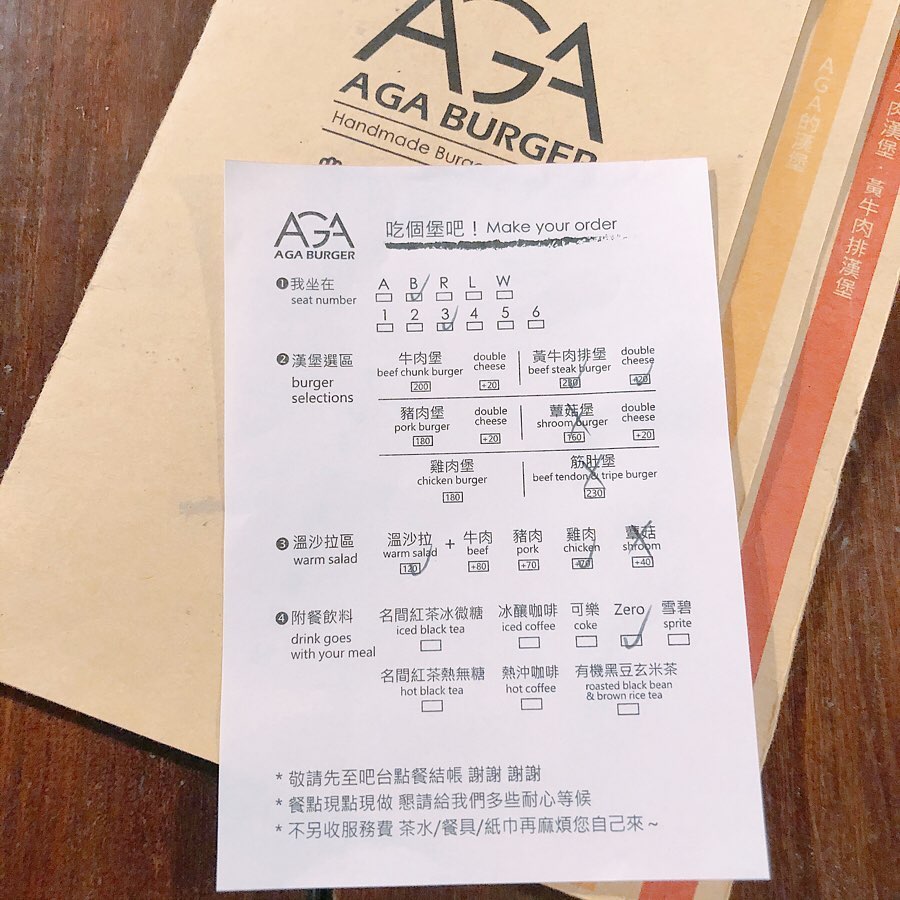 AGA
AGA BURGER
Handmade Burge
AGA的漢堡
牛肉漢堡．黃牛肉排漢堡
AGA
AGA BURGER
吃個堡吧！Make your order
❶我坐在 A B R L W
seat number
1 2 3 4 5 6
❷漢堡選區
burger
selections
牛肉堡
beef chunk burger
200
double
cheese
+20
黃牛肉排堡
beef steak burger
double
cheese
+20
豬肉堡
pork burger
180
double
cheese
+20
蕈菇堡
shroom burger
160
double
cheese
+20
雞肉堡
chicken burger
180
筋肚堡
beef tendon & tripe burger
230
❸溫沙拉區
warm salad
溫沙拉
warm salad
120
+
牛肉
beef
+80
豬肉
pork
+70
雞肉
chicken
+70
蕈菇
shroom
+40
❹附餐飲料
drink goes
with your meal
名間紅茶冰微糖
iced black tea
冰釀咖啡
iced coffee
可樂
coke
Zero
雪碧
sprite
名間紅茶熱無糖
hot black tea
熱沖咖啡
hot coffee
有機黑豆玄米茶
roasted black bean
& brown rice tea
* 敬請先至吧台點餐結帳 謝謝 謝謝
* 餐點現點現做 懇請給我們多些耐心等候
* 不另收服務費 茶水/餐具/紙巾再麻煩您自己來～